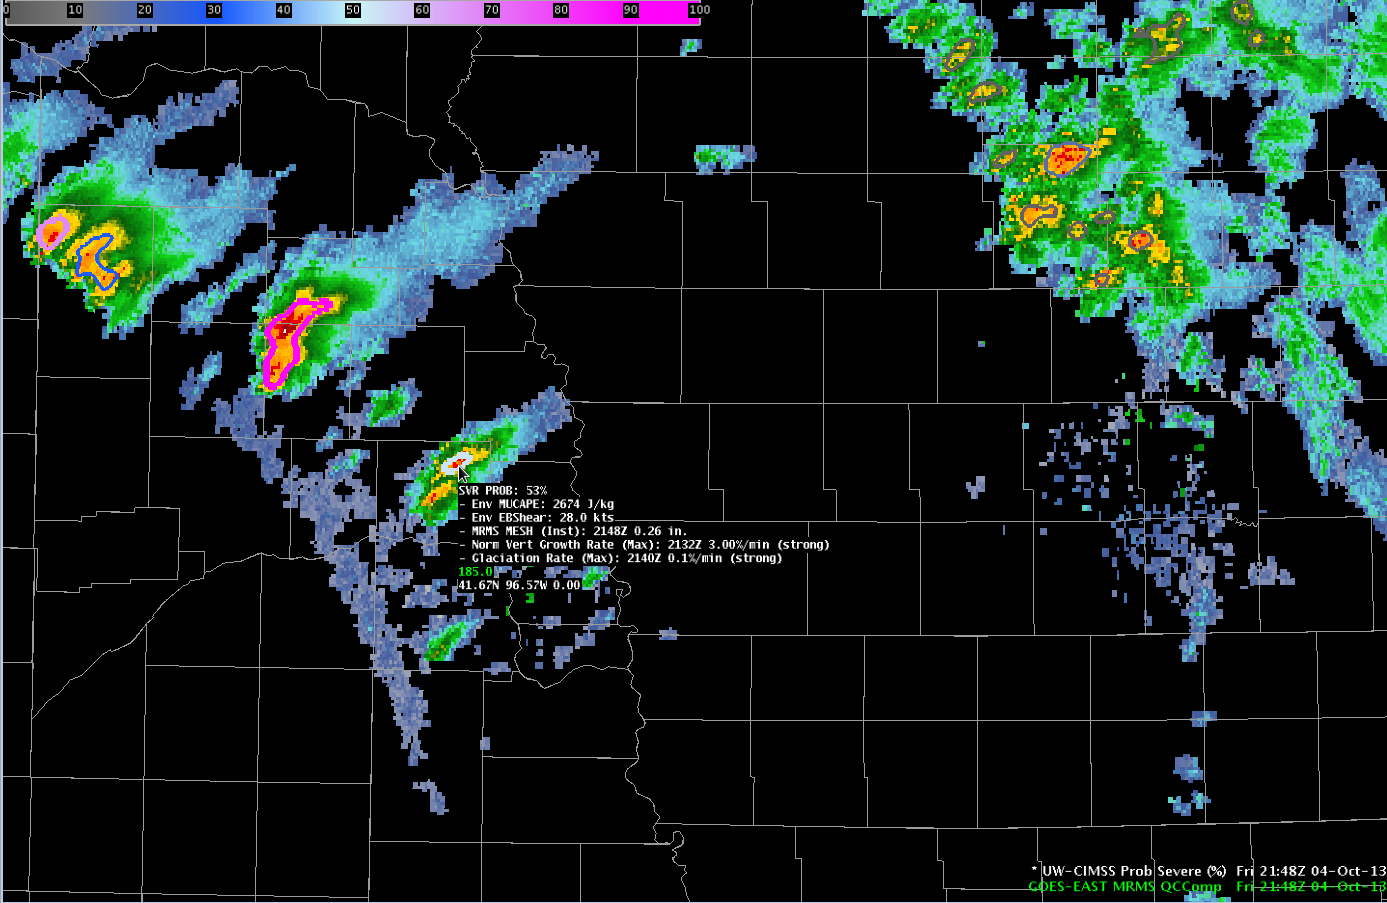 0 10 20 30 40 50 60 70 80 90 100
SVR PROB: 53%
- Env MUCAPE: 2674 J/kg
- Env EBShear: 28.0 kts
- MRMS MESH (Inst): 2148Z 0.26 in.
- Norm Vert Growth Rate (Max): 2132Z 3.00%/min (strong)
- Glaciation Rate (Max): 2140Z 0.1%/min (strong)
185.0
41.67N 96.57W 0.00
* UW-CIMSS Prob Severe (%) Fri 21:48Z 04-Oct-13
GOES-EAST MRMS QCComp Fri 21:48Z 04-Oct-13